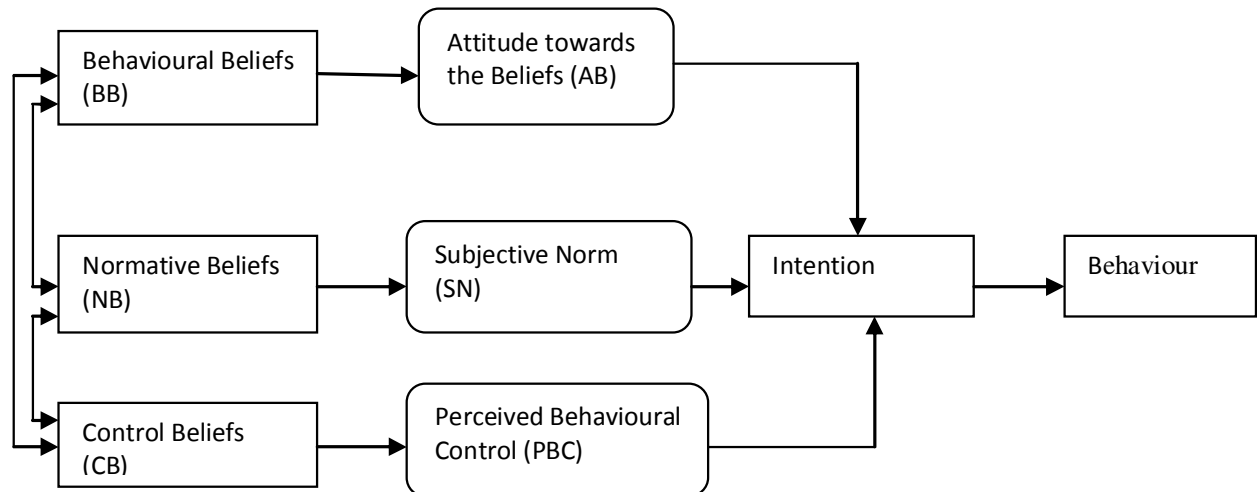 Behavioural Beliefs
(BB)
Attitude towards
the Beliefs (AB)
Normative Beliefs
(NB)
Subjective Norm
(SN)
Intention
Behaviour
Control Beliefs
(CB)
Perceived Behavioural
Control (PBC)